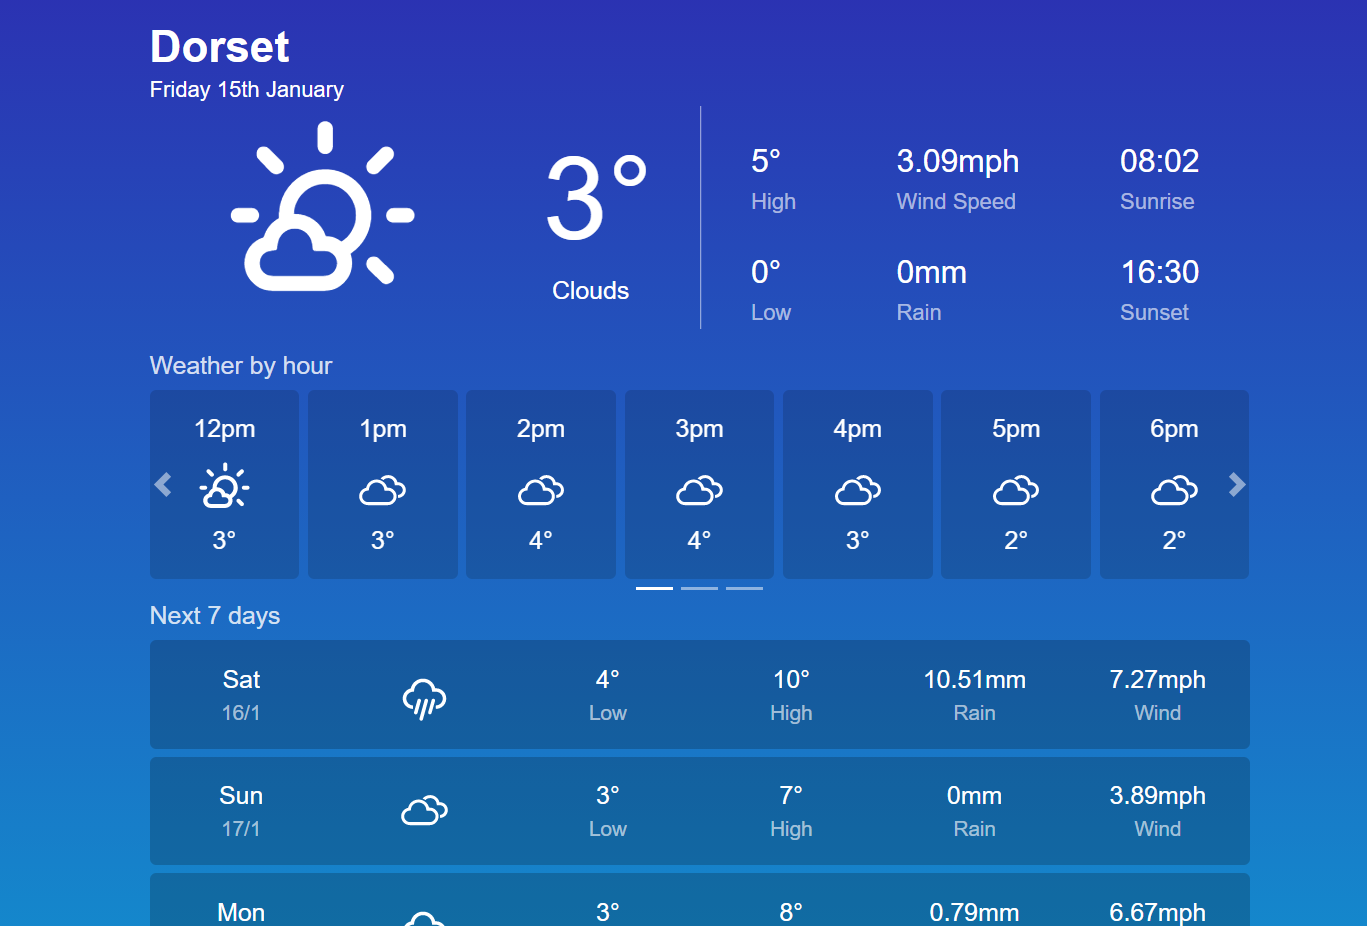 Dorset
Friday 15th January
3°
Clouds
5° 3.09mph 08:02
High Wind Speed Sunrise
0° 0mm 16:30
Low Rain Sunset
Weather by hour
12pm 1pm 2pm 3pm 4pm 5pm 6pm
3° 3° 4° 4° 3° 2° 2°
Next 7 days
Sat 4° 10° 10.51mm 7.27mph
16/1 Low High Rain Wind
Sun 3° 7° 0mm 3.89mph
17/1 Low High Rain Wind
Mon 3° 8° 0.79mm 6.67mph